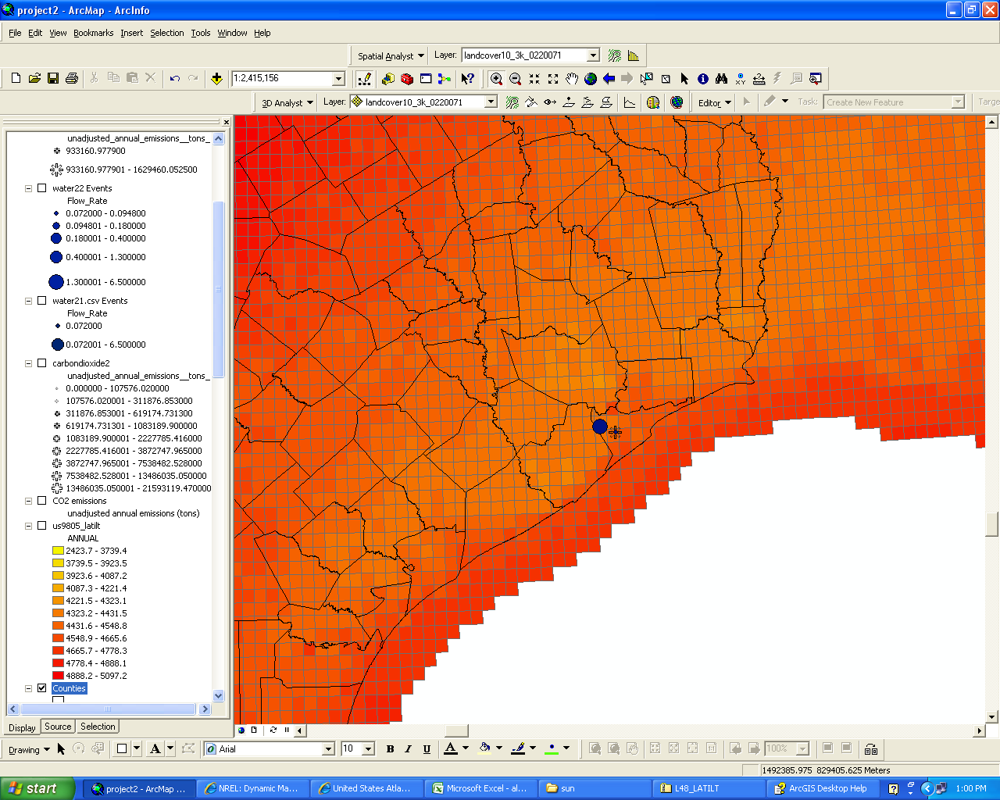 project2 - ArcMap - ArcInfo
File Edit View Bookmarks Insert Selection Tools Window Help
Spatial Analyst Layer: landcover10_3k_0220071
1:2,415,156
3D Analyst Layer: landcover10_3k_0220071 Editor Task: Create New Feature Targe
unadjusted_annual_emissions__tons_
933160.977900
933160.977901 - 1629460.052500
water22 Events
Flow_Rate
0.072000 - 0.094800
0.094801 - 0.180000
0.180001 - 0.400000
0.400001 - 1.300000
1.300001 - 6.500000
water21.csv Events
Flow_Rate
0.072000
0.072001 - 6.500000
carbondioxide2
unadjusted_annual_emissions__tons_
0.000000 - 107576.020000
107576.020001 - 311876.853000
311876.853001 - 619174.731300
619174.731301 - 1083189.900000
1083189.900001 - 2227785.416000
2227785.416001 - 3872747.965000
3872747.965001 - 7538482.528000
7538482.528001 - 13486035.050000
13486035.050001 - 21593119.470000
CO2 emissions
unadjusted annual emissions (tons)
us9805_latilt
ANNUAL
2423.7 - 3739.4
3739.5 - 3923.5
3923.6 - 4087.2
4087.3 - 4221.4
4221.5 - 4323.1
4323.2 - 4431.5
4431.6 - 4548.8
4548.9 - 4665.6
4665.7 - 4778.3
4778.4 - 4888.1
4888.2 - 5097.2
Counties
Display Source Selection
Drawing A Arial 10 B I U A 100%
1492385.975 829405.625 Meters
start project2 - ArcMap ... NREL: Dynamic Ma... United States Atla... Microsoft Excel - al... sun L48_LATILT ArcGIS Desktop Help 1:00 PM